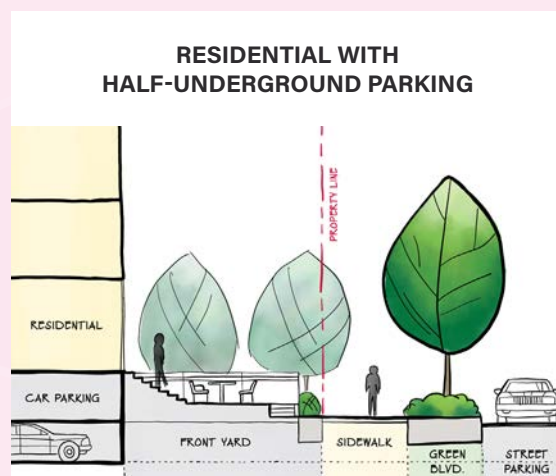 RESIDENTIAL WITH
HALF-UNDERGROUND PARKING
PROPERTY LINE
RESIDENTIAL
CAR PARKING
FRONT YARD
SIDEWALK
GREEN
BLVD.
STREET
PARKING